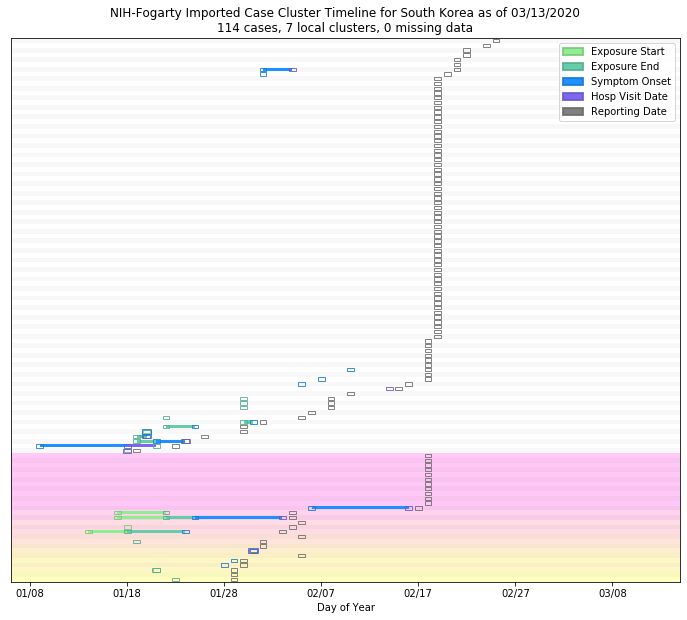 NIH-Fogarty Imported Case Cluster Timeline for South Korea as of 03/13/2020
114 cases, 7 local clusters, 0 missing data
Exposure Start
Exposure End
Symptom Onset
Hosp Visit Date
Reporting Date
01/08 01/18 01/28 02/07 02/17 02/27 03/08
Day of Year